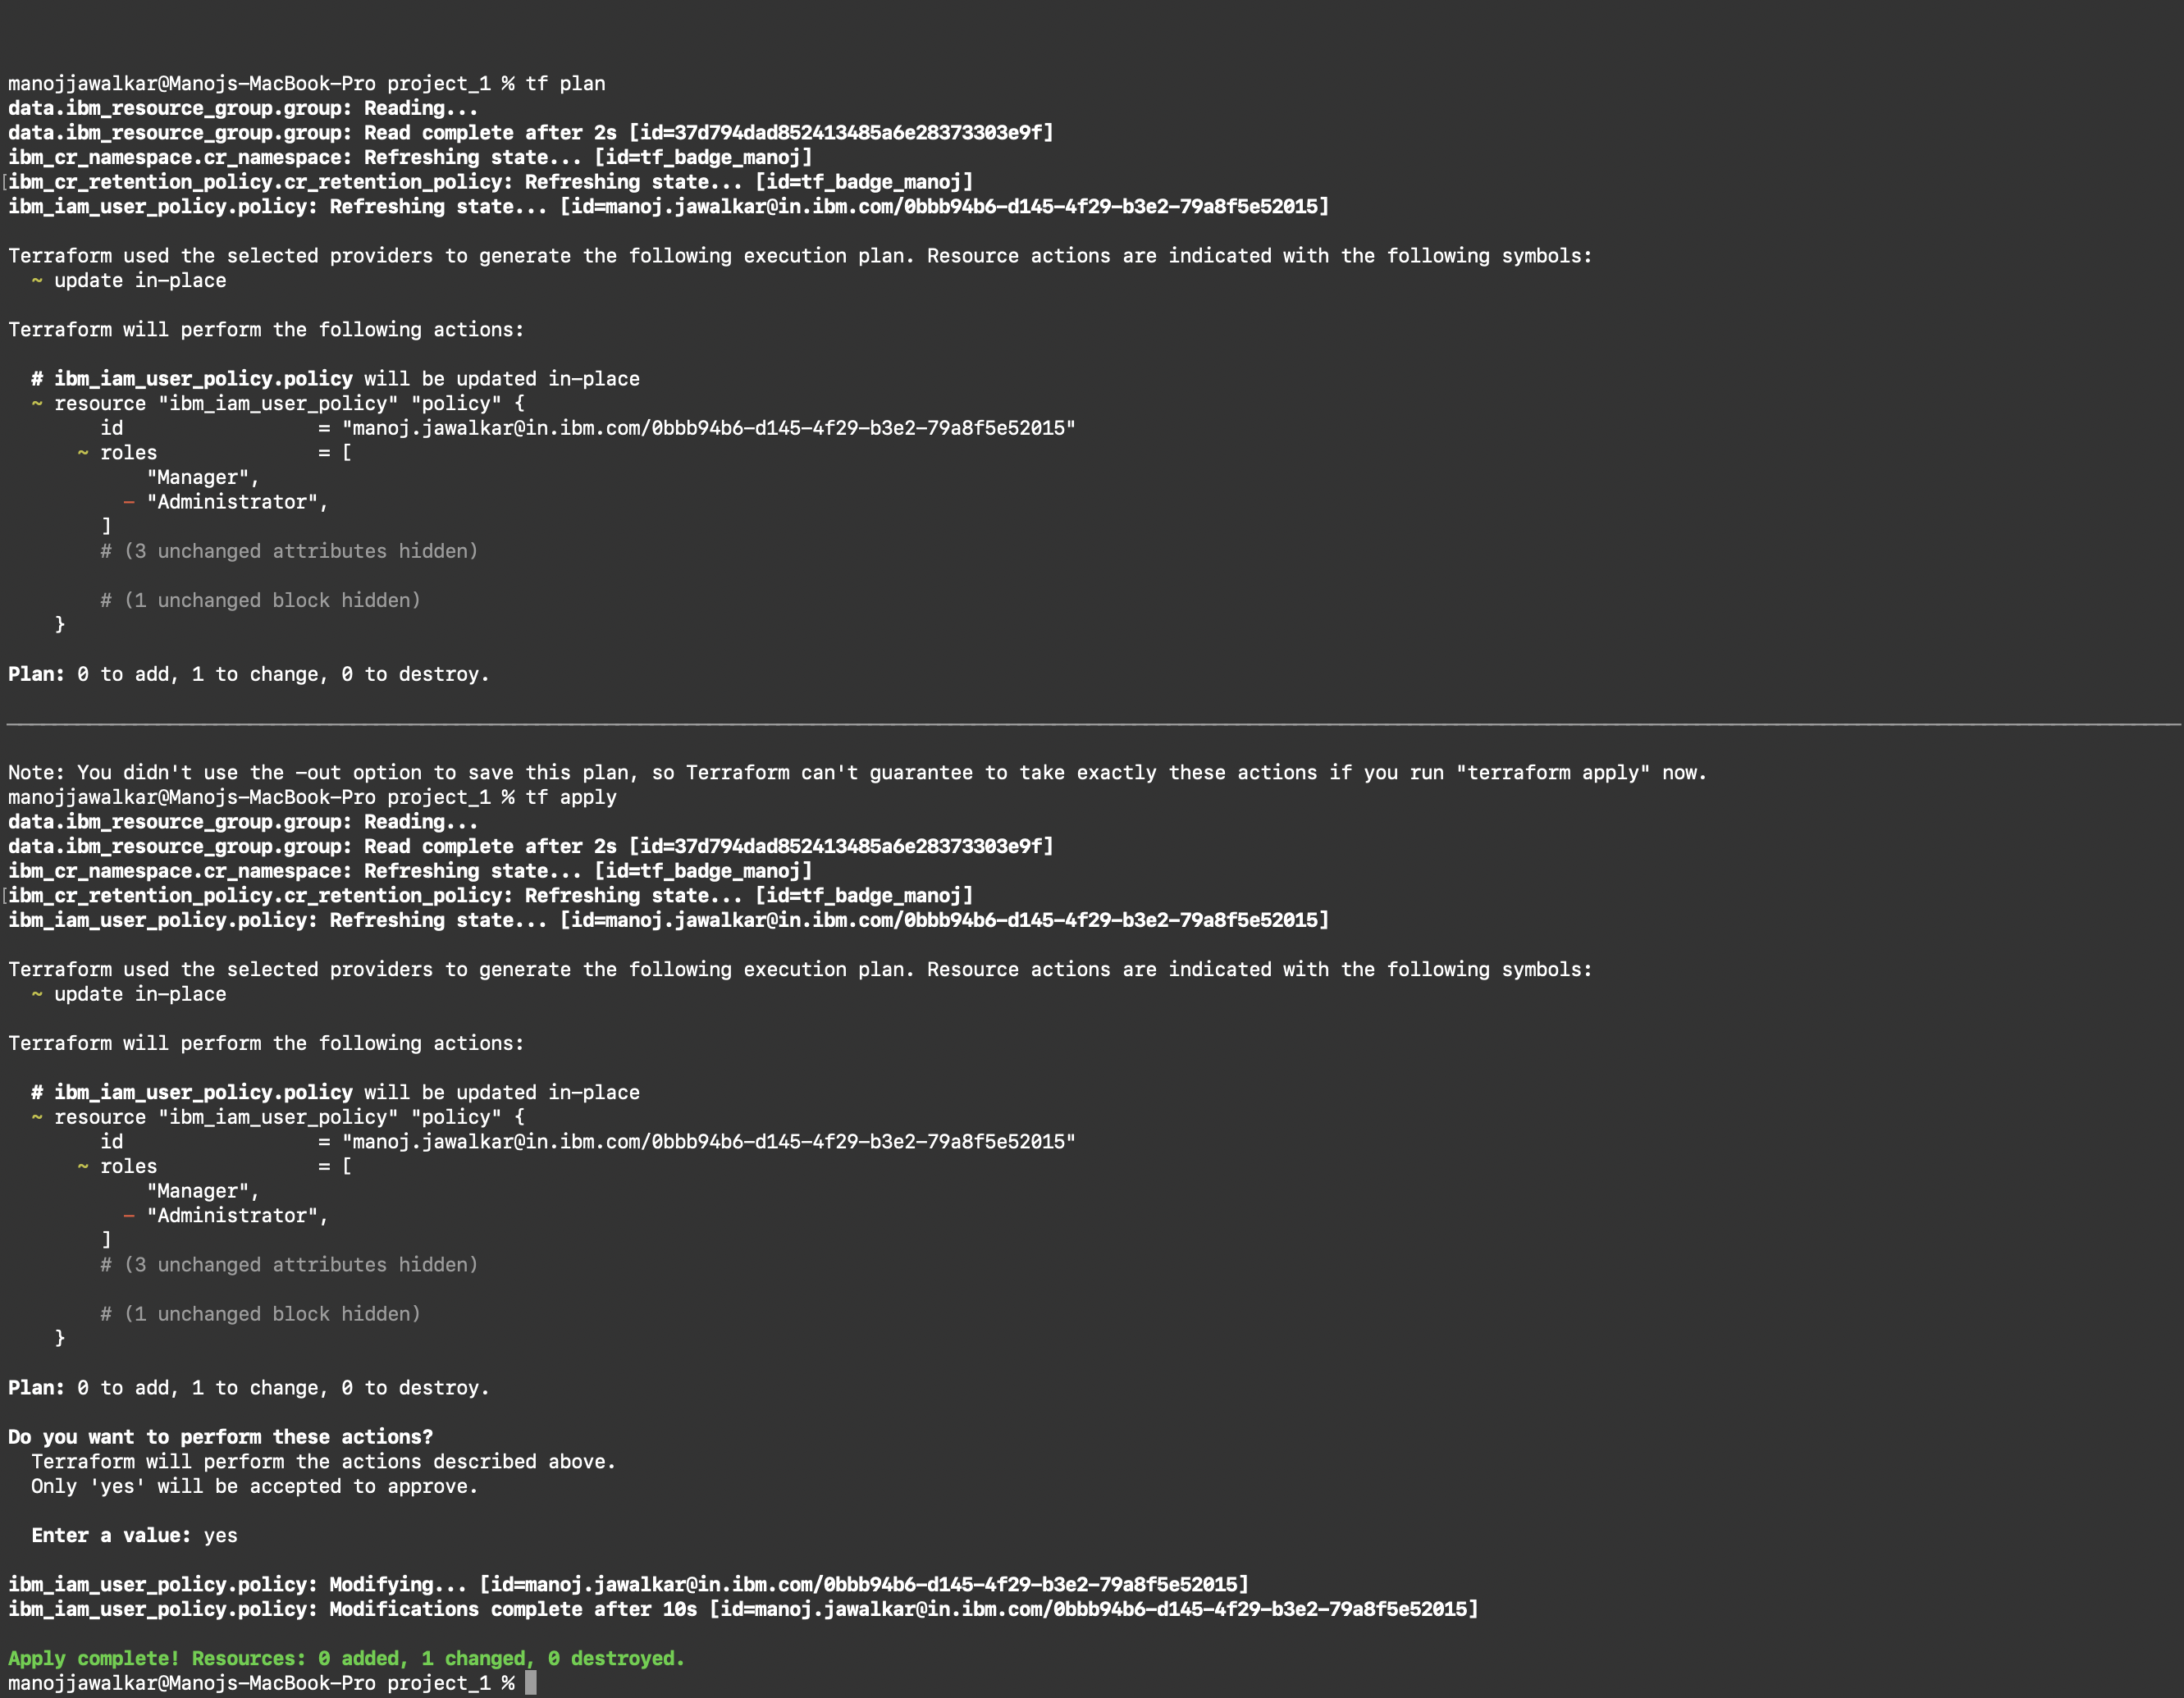 manojjawalkar@Manojs-MacBook-Pro project_1 % tf plan
data.ibm_resource_group.group: Reading...
data.ibm_resource_group.group: Read complete after 2s [id=37d794dad852413485a6e28373303e9f]
ibm_cr_namespace.cr_namespace: Refreshing state... [id=tf_badge_manoj]
ibm_cr_retention_policy.cr_retention_policy: Refreshing state... [id=tf_badge_manoj]
ibm_iam_user_policy.policy: Refreshing state... [id=manoj.jawalkar@in.ibm.com/0bbb94b6-d145-4f29-b3e2-79a8f5e52015]

Terraform used the selected providers to generate the following execution plan. Resource actions are indicated with the following symbols:
  ~ update in-place

Terraform will perform the following actions:

  # ibm_iam_user_policy.policy will be updated in-place
  ~ resource "ibm_iam_user_policy" "policy" {
        id                 = "manoj.jawalkar@in.ibm.com/0bbb94b6-d145-4f29-b3e2-79a8f5e52015"
      ~ roles              = [
            "Manager",
          - "Administrator",
        ]
        # (3 unchanged attributes hidden)

        # (1 unchanged block hidden)
    }

Plan: 0 to add, 1 to change, 0 to destroy.

Note: You didn't use the -out option to save this plan, so Terraform can't guarantee to take exactly these actions if you run "terraform apply" now.
manojjawalkar@Manojs-MacBook-Pro project_1 % tf apply
data.ibm_resource_group.group: Reading...
data.ibm_resource_group.group: Read complete after 2s [id=37d794dad852413485a6e28373303e9f]
ibm_cr_namespace.cr_namespace: Refreshing state... [id=tf_badge_manoj]
ibm_cr_retention_policy.cr_retention_policy: Refreshing state... [id=tf_badge_manoj]
ibm_iam_user_policy.policy: Refreshing state... [id=manoj.jawalkar@in.ibm.com/0bbb94b6-d145-4f29-b3e2-79a8f5e52015]

Terraform used the selected providers to generate the following execution plan. Resource actions are indicated with the following symbols:
  ~ update in-place

Terraform will perform the following actions:

  # ibm_iam_user_policy.policy will be updated in-place
  ~ resource "ibm_iam_user_policy" "policy" {
        id                 = "manoj.jawalkar@in.ibm.com/0bbb94b6-d145-4f29-b3e2-79a8f5e52015"
      ~ roles              = [
            "Manager",
          - "Administrator",
        ]
        # (3 unchanged attributes hidden)

        # (1 unchanged block hidden)
    }

Plan: 0 to add, 1 to change, 0 to destroy.

Do you want to perform these actions?
  Terraform will perform the actions described above.
  Only 'yes' will be accepted to approve.

  Enter a value: yes

ibm_iam_user_policy.policy: Modifying... [id=manoj.jawalkar@in.ibm.com/0bbb94b6-d145-4f29-b3e2-79a8f5e52015]
ibm_iam_user_policy.policy: Modifications complete after 10s [id=manoj.jawalkar@in.ibm.com/0bbb94b6-d145-4f29-b3e2-79a8f5e52015]

Apply complete! Resources: 0 added, 1 changed, 0 destroyed.
manojjawalkar@Manojs-MacBook-Pro project_1 %